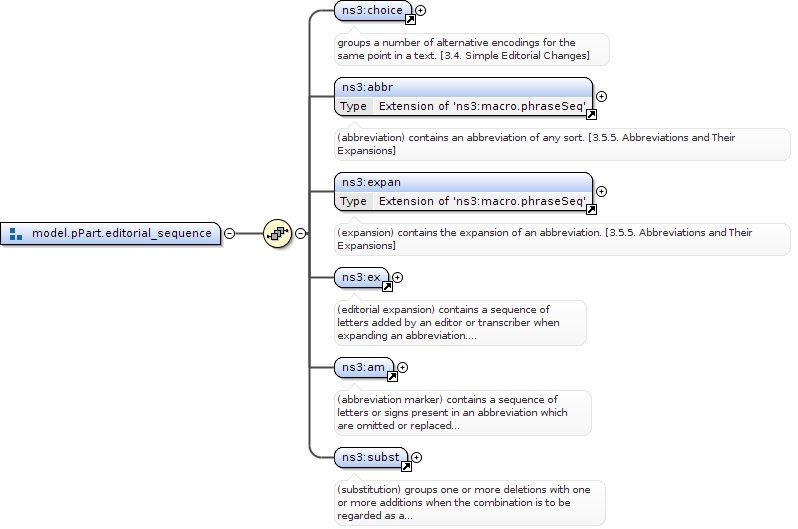 ns3:choice
groups a number of alternative encodings for the
same point in a text. [3.4. Simple Editorial Changes]
ns3:abbr
Type Extension of 'ns3:macro.phraseSeq'
(abbreviation) contains an abbreviation of any sort. [3.5.5. Abbreviations and Their
Expansions]
ns3:expan
Type Extension of 'ns3:macro.phraseSeq'
(expansion) contains the expansion of an abbreviation. [3.5.5. Abbreviations and Their
Expansions]
model.pPart.editorial_sequence
ns3:ex
(editorial expansion) contains a sequence of
letters added by an editor or transcriber when
expanding an abbreviation....
ns3:am
(abbreviation marker) contains a sequence of
letters or signs present in an abbreviation which
are omitted or replaced...
ns3:subst
(substitution) groups one or more deletions with one
or more additions when the combination is to be
regarded as a...